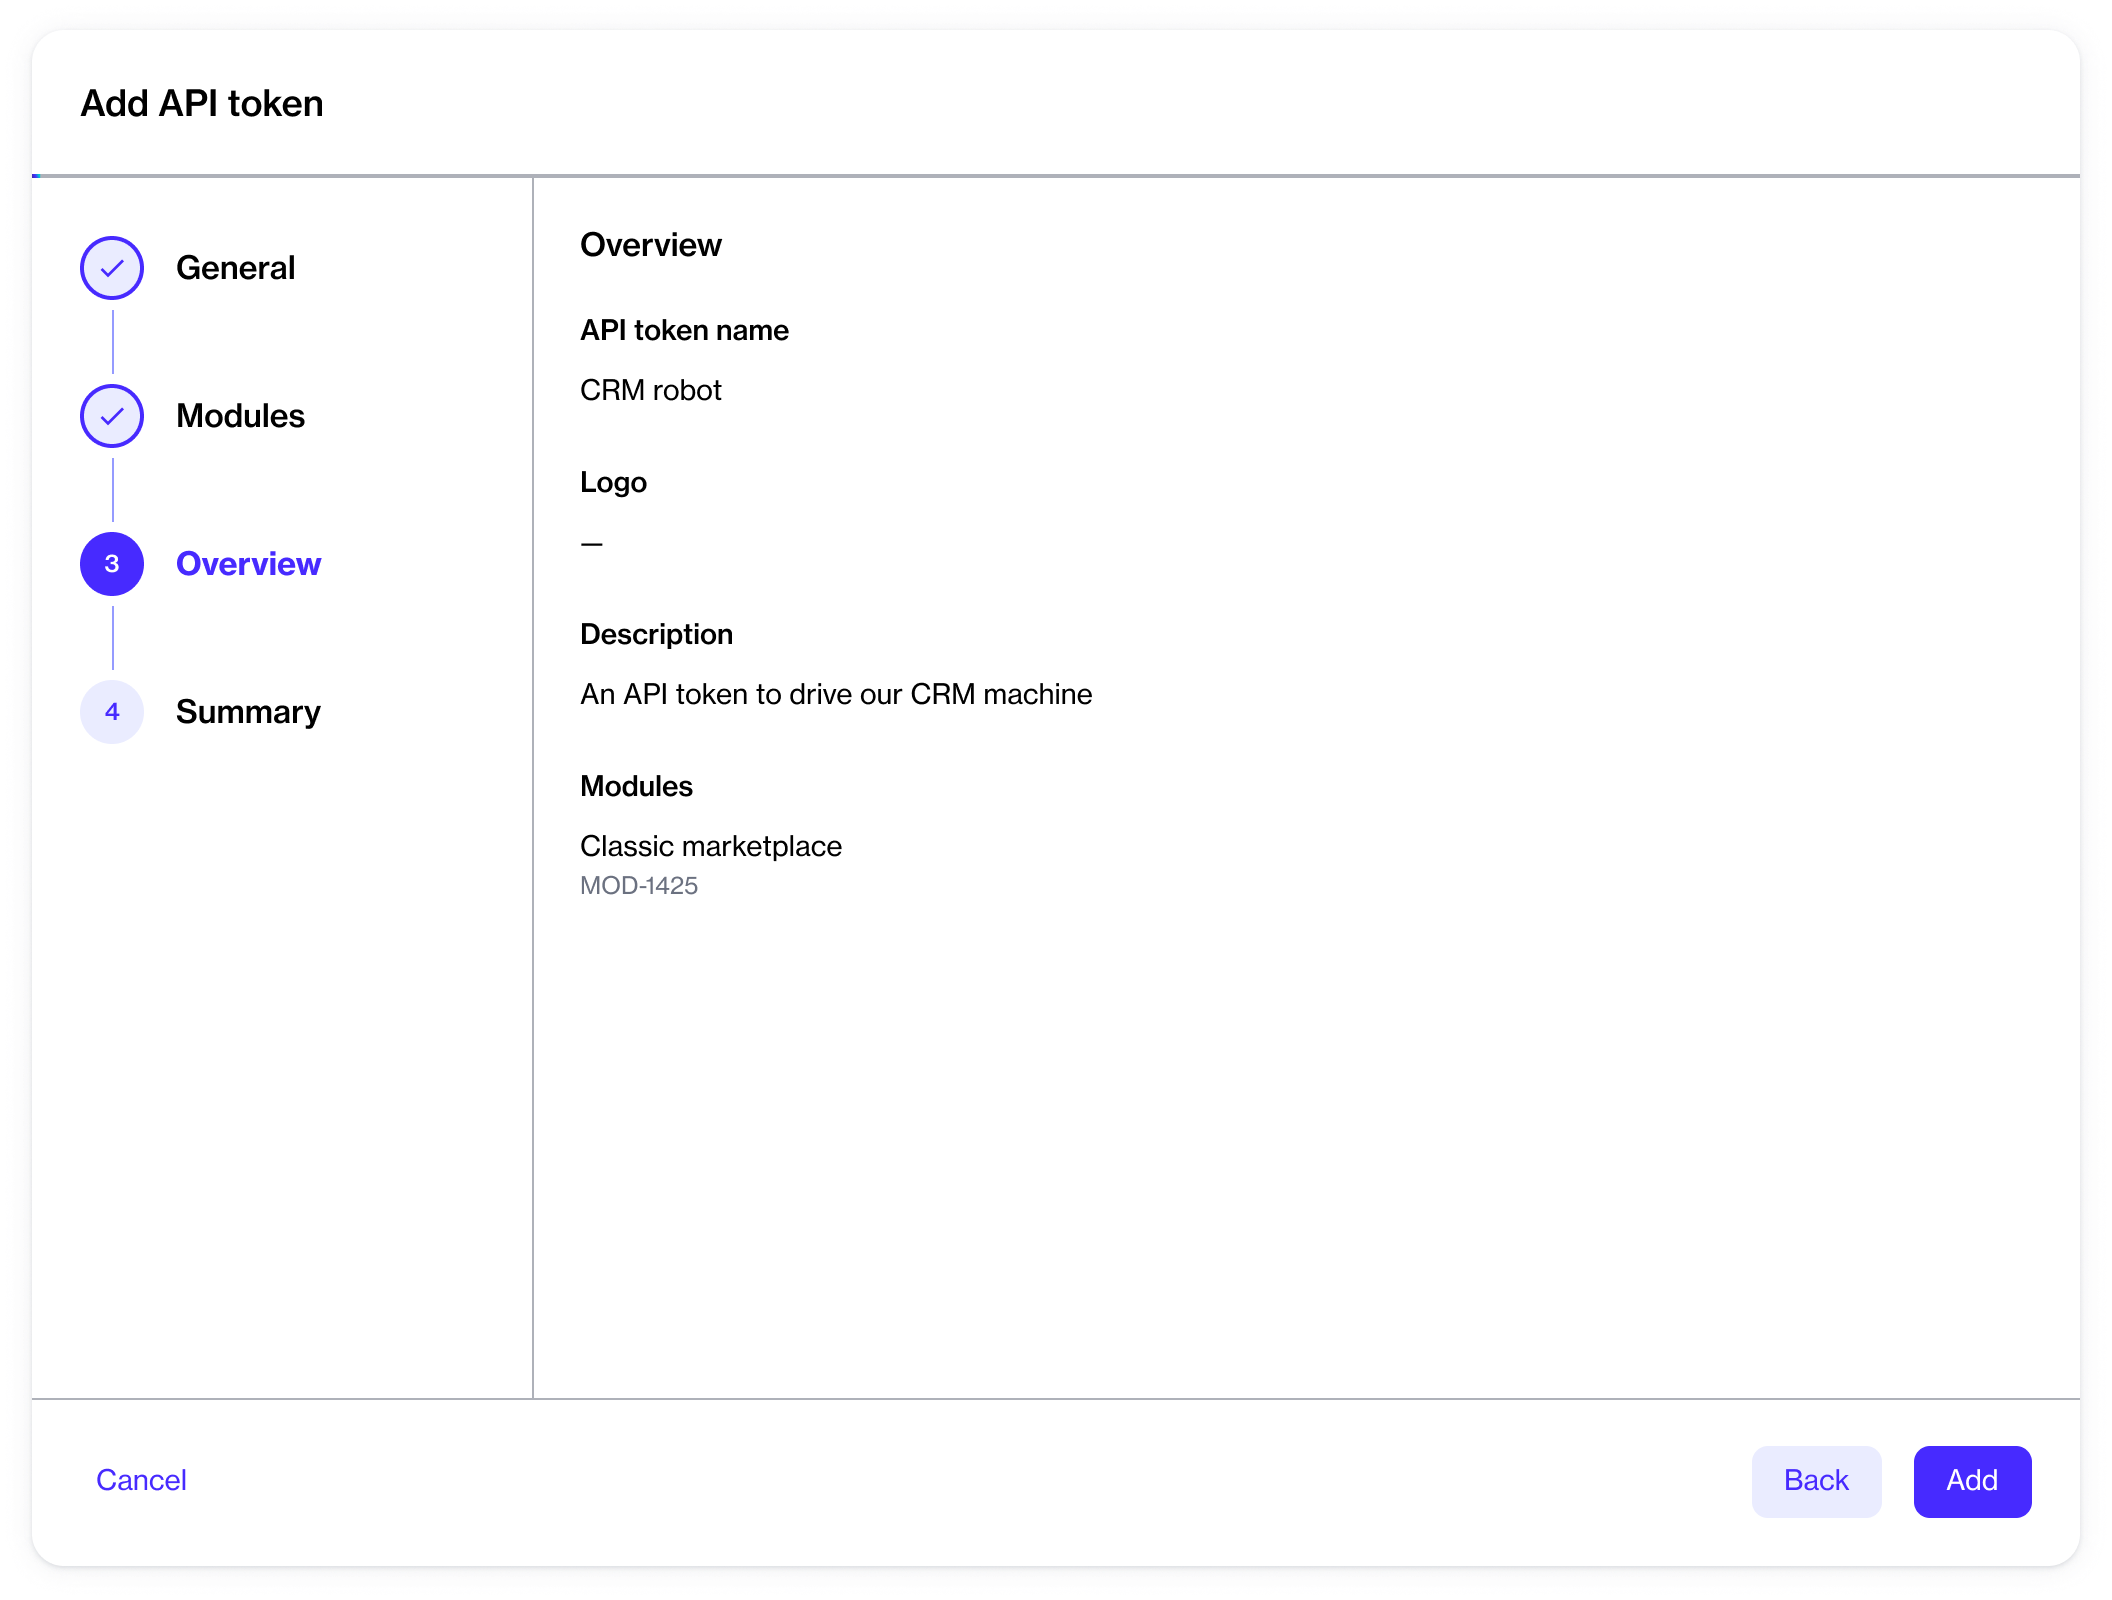 Add API token
General
Modules
3
Overview
4
Summary
Overview
API token name
CRM robot
Logo
—
Description
An API token to drive our CRM machine
Modules
Classic marketplace
MOD-1425
Cancel
Back
Add